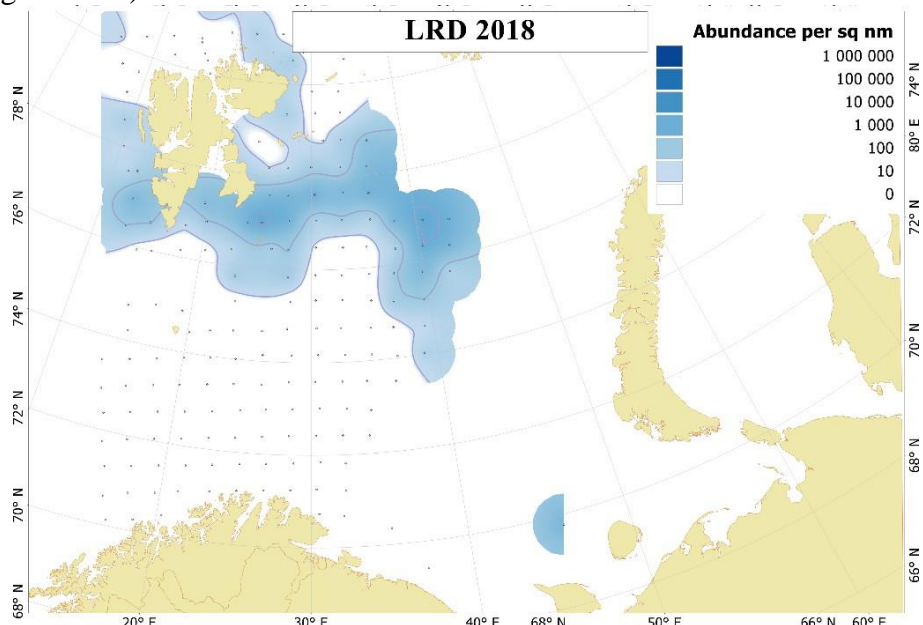 LRD 2018
Abundance per sq nm
1 000 000
100 000
10 000
1 000
100
10
0
78° N
76° N
74° N
72° N
70° N
68° N
74° N
80° E
72° N
70° N
68° N
66° N
20° E
30° E
40° E
68° N
50° E
66° N
60° E